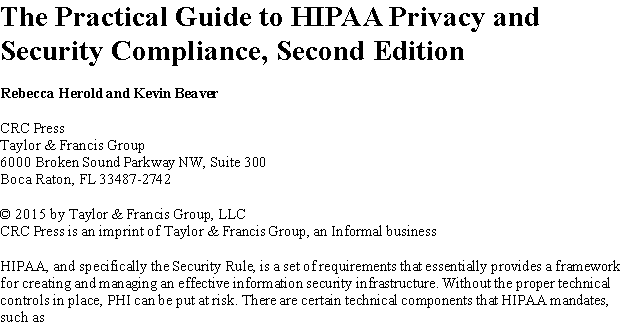 The Practical Guide to HIPAA Privacy and
Security Compliance, Second Edition
Rebecca Herold and Kevin Beaver
CRC Press
Taylor & Francis Group
6000 Broken Sound Parkway NW, Suite 300
Boca Raton, FL 33487-2742
© 2015 by Taylor & Francis Group, LLC
CRC Press is an imprint of Taylor & Francis Group, an Informal business
HIPAA, and specifically the Security Rule, is a set of requirements that essentially provides a framework
for creating and managing an effective information security infrastructure. Without the proper technical
controls in place, PHI can be put at risk. There are certain technical components that HIPAA mandates,
such as